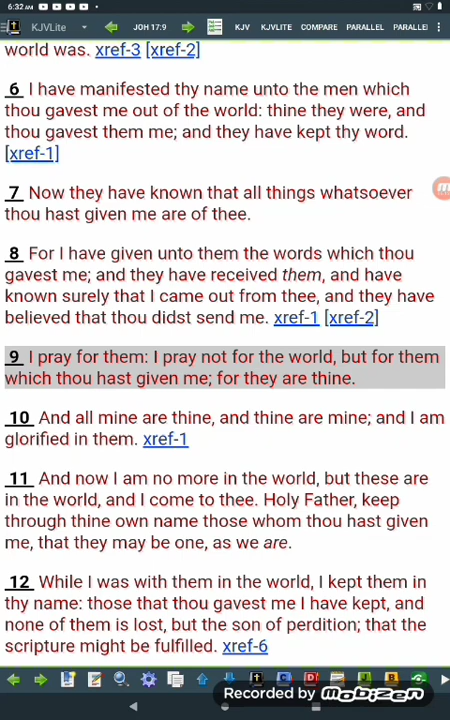 6:32 AM
KJVLite JOH 17:9 KJV KJVLITE COMPARE PARALLEL PARALLE
world was. xref-3 [xref-2]
6 I have manifested thy name unto the men which
thou gavest me out of the world: thine they were, and
thou gavest them me; and they have kept thy word.
[xref-1]
7 Now they have known that all things whatsoever
thou hast given me are of thee.
8 For I have given unto them the words which thou
gavest me; and they have received them, and have
known surely that I came out from thee, and they have
believed that thou didst send me. xref-1 [xref-2]
9 I pray for them: I pray not for the world, but for them
which thou hast given me; for they are thine.
10 And all mine are thine, and thine are mine; and I am
glorified in them. xref-1
11 And now I am no more in the world, but these are
in the world, and I come to thee. Holy Father, keep
through thine own name those whom thou hast given
me, that they may be one, as we are.
12 While I was with them in the world, I kept them in
thy name: those that thou gavest me I have kept, and
none of them is lost, but the son of perdition; that the
scripture might be fulfilled. xref-6
Recorded by Mobizen